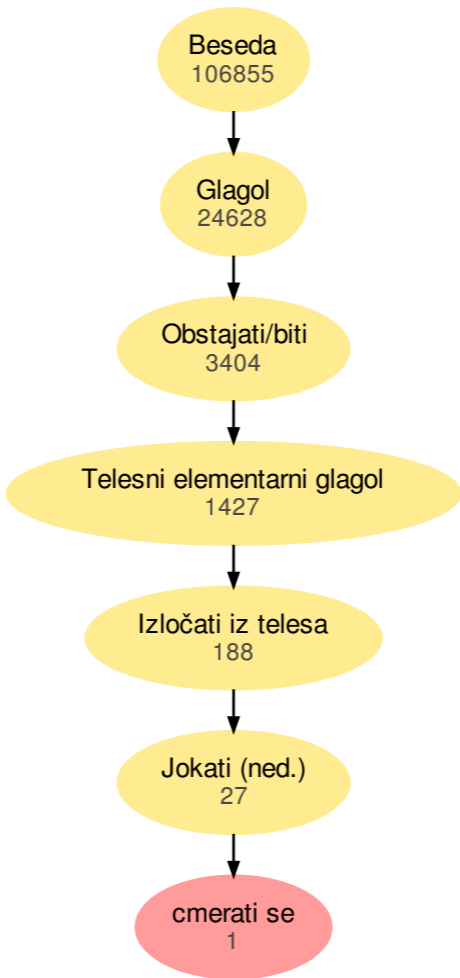 Beseda
106855
Glagol
24628
Obstajati/biti
3404
Telesni elementarni glagol
1427
Izločati iz telesa
188
Jokati (ned.)
27
cmerati se
1